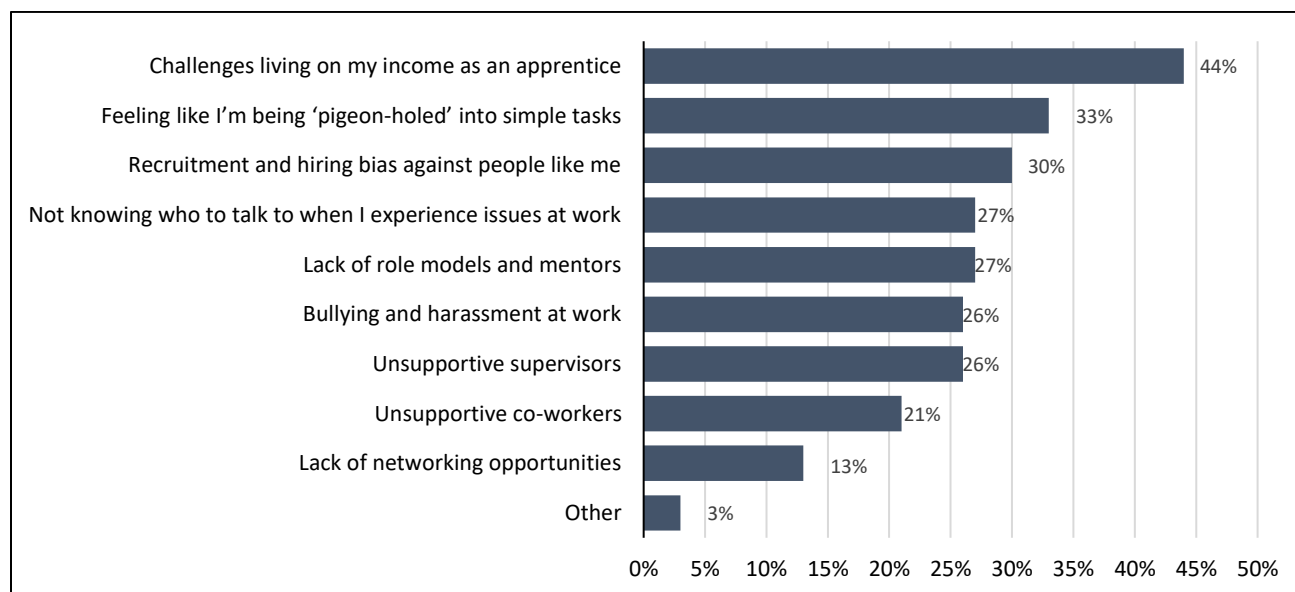 Challenges living on my income as an apprentice 44%
Feeling like I’m being ‘pigeon-holed’ into simple tasks 33%
Recruitment and hiring bias against people like me 30%
Not knowing who to talk to when I experience issues at work 27%
Lack of role models and mentors 27%
Bullying and harassment at work 26%
Unsupportive supervisors 26%
Unsupportive co-workers 21%
Lack of networking opportunities 13%
Other 3%
0% 5% 10% 15% 20% 25% 30% 35% 40% 45% 50%